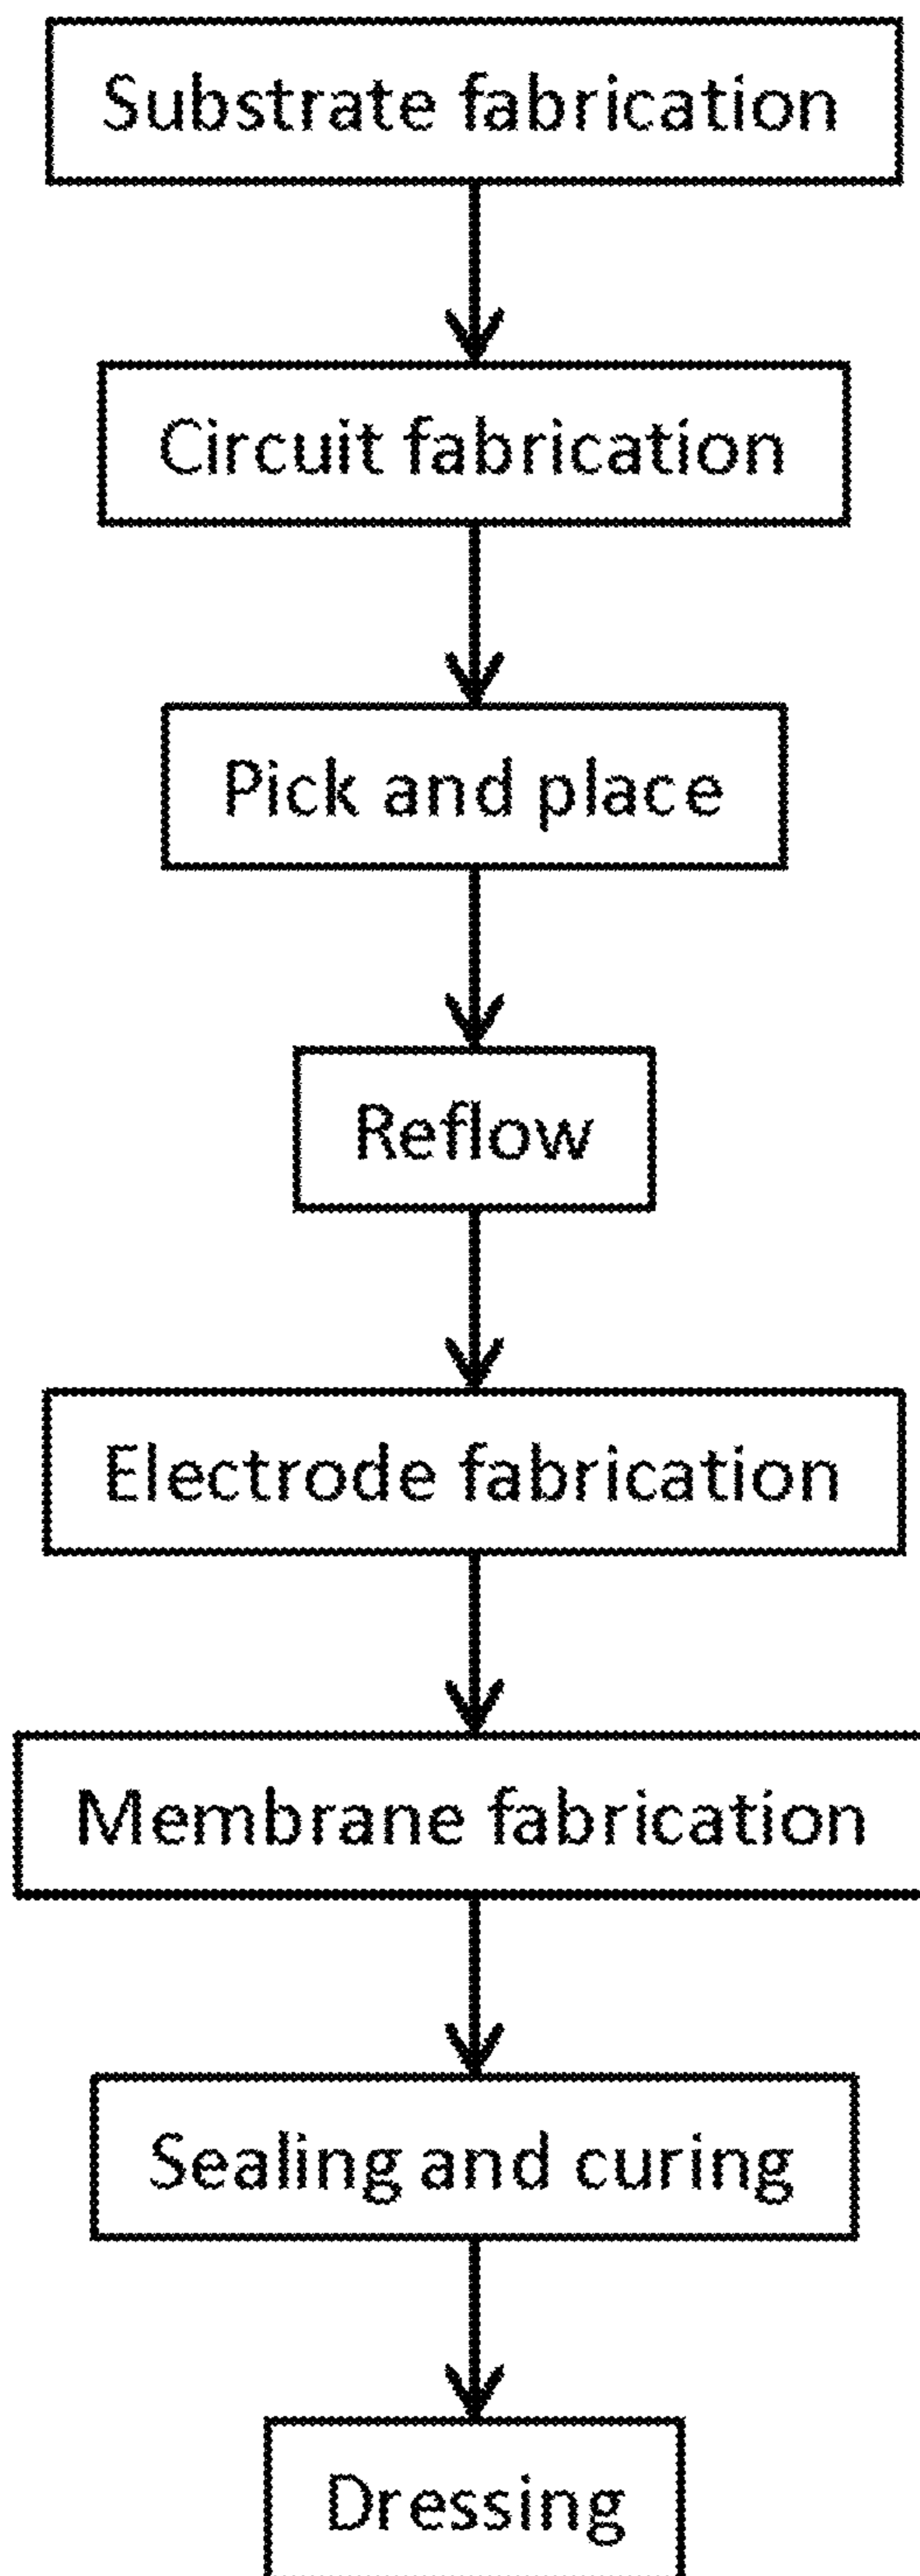 Substrate fabrication
Circuit fabrication
Pick and place
Reflow
Electrode fabrication
Membrane fabrication
Sealing and curing
Dressing